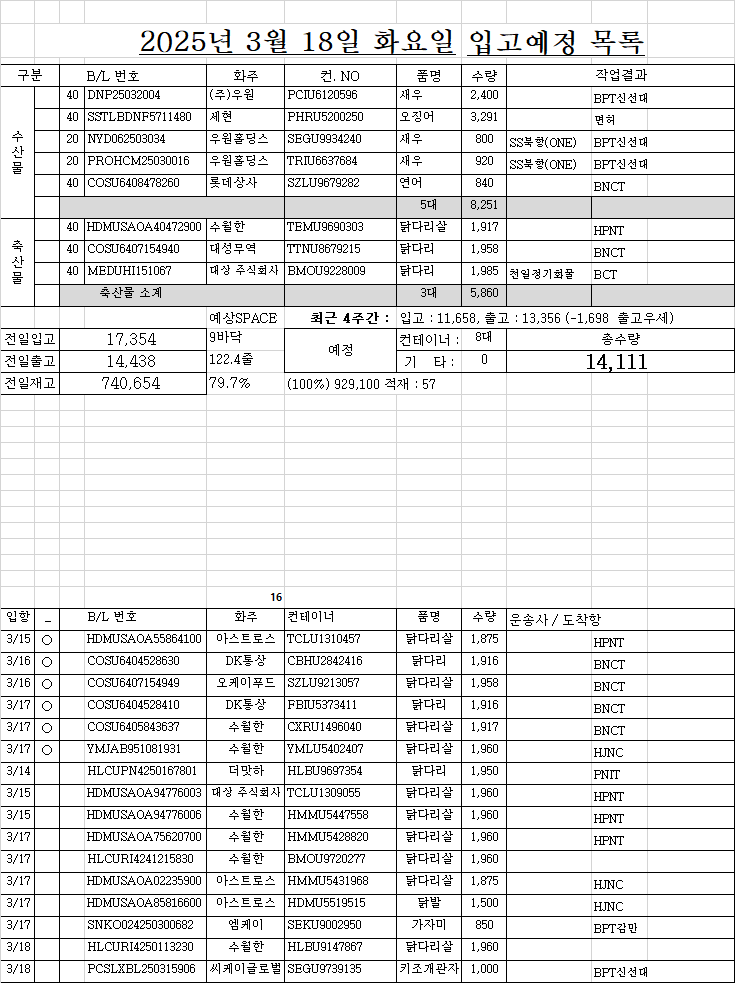 2025년 3월 18일 화요일 입고예정 목록
구분 B/L 번호 화주 컨. NO 품명 수량 작업결과
수산물
40 DNP25032004 (주)우원 PCIU6120596 새우 2,400 BPT신선대
40 SSTLBDNF5711480 세현 PHRU5200250 오징어 3,291 면허
20 NYD062503034 우원홀딩스 SEGU9934240 새우 800 SS북항(ONE) BPT신선대
20 PROHCM25030016 우원홀딩스 TRIU6637684 새우 920 SS북항(ONE) BPT신선대
40 COSU6408478260 롯데상사 SZLU9679282 연어 840 BNCT
5대 8,251
축산물
40 HDMUSAOA40472900 수월한 TEMU9690303 닭다리살 1,917 HPNT
40 COSU6407154940 대성무역 TTNU8679215 닭다리 1,958 BNCT
40 MEDUHI151067 대상 주식회사 BMOU9228009 닭다리 1,985 천일정기화물 BCT
축산물 소계 3대 5,860
예상SPACE 최근 4주간 : 입고 : 11,658, 출고 : 13,356 (-1,698 출고우세)
전일입고 17,354 9바닥 예정 컨테이너 : 8대 총수량
전일출고 14,438 122.4줄 기 타 : 0 14,111
전일재고 740,654 79.7% (100%) 929,100 적재 : 57
16
입항 _ B/L 번호 화주 컨테이너 품명 수량 운송사 / 도착항
3/15 ○ HDMUSAOA55864100 아스트로스 TCLU1310457 닭다리살 1,875 HPNT
3/16 ○ COSU6404528630 DK통상 CBHU2842416 닭다리 1,916 BNCT
3/16 ○ COSU6407154949 오케이푸드 SZLU9213057 닭다리살 1,958 BNCT
3/17 ○ COSU6404528410 DK통상 FBIU5373411 닭다리 1,916 BNCT
3/17 ○ COSU6405843637 수월한 CXRU1496040 닭다리살 1,917 BNCT
3/17 ○ YMJAB951081931 수월한 YMLU5402407 닭다리살 1,960 HJNC
3/14 HLCUPN4250167801 더맛하 HLBU9697354 닭다리 1,950 PNIT
3/15 HDMUSAOA94776003 대상 주식회사 TCLU1309055 닭다리살 1,960 HPNT
3/15 HDMUSAOA94776006 수월한 HMMU5447558 닭다리살 1,960 HPNT
3/17 HDMUSAOA75620700 수월한 HMMU5428820 닭다리살 1,960 HPNT
3/17 HLCURI4241215830 수월한 BMOU9720277 닭다리살 1,960
3/17 HDMUSAOA02235900 아스트로스 HMMU5431968 닭다리살 1,875 HJNC
3/17 HDMUSAOA85816600 아스트로스 HDMU5519515 닭발 1,500 HJNC
3/17 SNKO024250300682 엠케이 SEKU9002950 가자미 850 BPT감만
3/18 HLCURI4250113230 수월한 HLBU9147867 닭다리살 1,960
3/18 PCSLXBL250315906 씨케이글로벌 SEGU9739135 키조개관자 1,000 BPT신선대